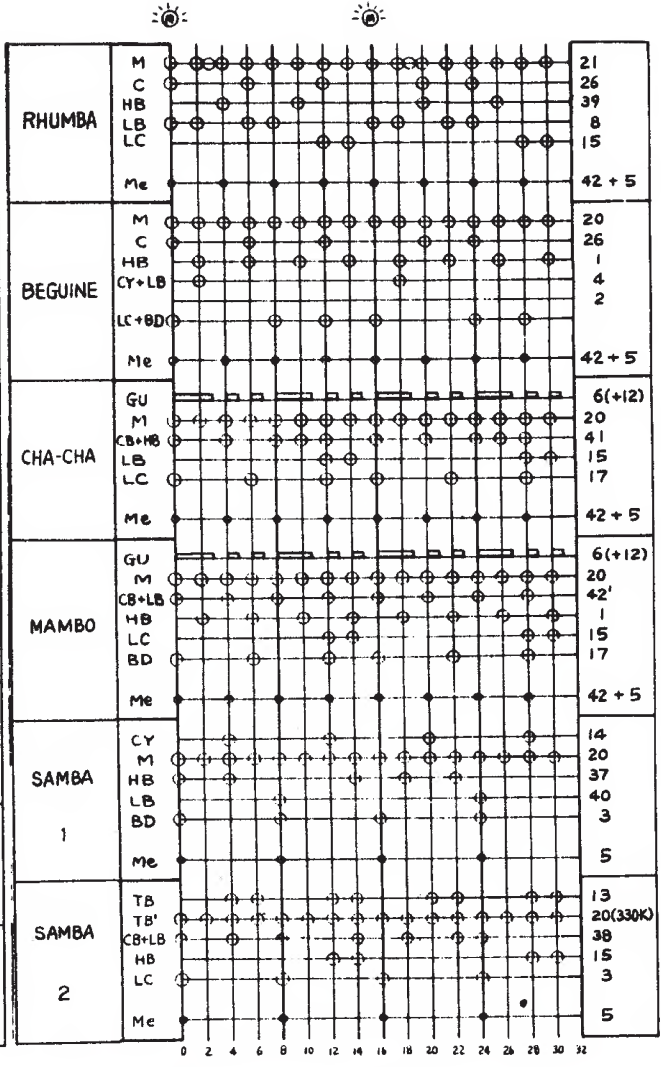 RHUMBA
M 21
C 26
HB 39
LB 8
LC 15
Me 42 + 5
BEGUINE
M 20
C 26
HB 1
CY+LB 4
2
LC+BD
Me 42 + 5
CHA-CHA
GU 6(+12)
M 20
CB+HB 41
LB 15
LC 17
Me 42 + 5
MAMBO
GU 6(+12)
M 20
CB+LB 42'
HB 1
LC 15
BD 17
Me 42 + 5
SAMBA 1
CY 14
M 20
HB 37
LB 40
BD 3
Me 5
SAMBA 2
TB 13
TB' 20(330K)
CB+LB 38
HB 15
LC 3
Me 5
0 2 4 6 8 10 12 14 16 18 20 22 24 26 28 30 32